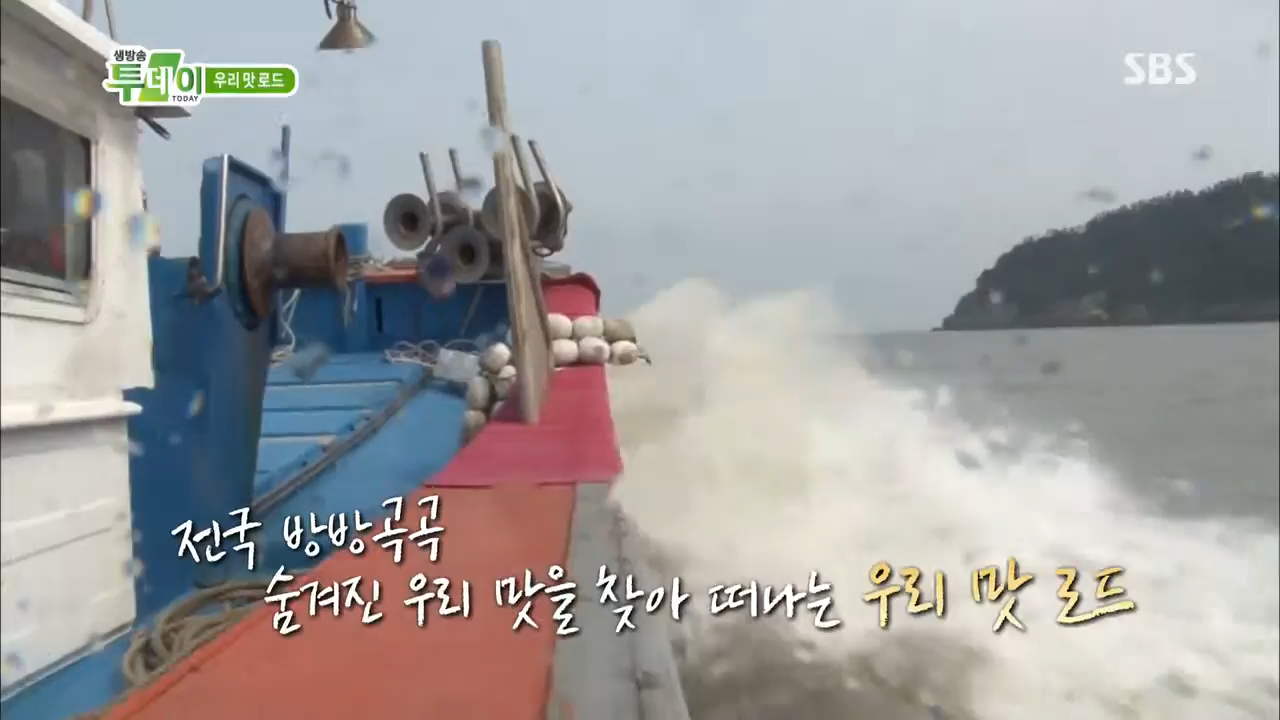 생방송
투데이
TODAY
우리 맛 로드
SBS
전국 방방곡곡
숨겨진 우리 맛을 찾아 떠나는 우리 맛 로드